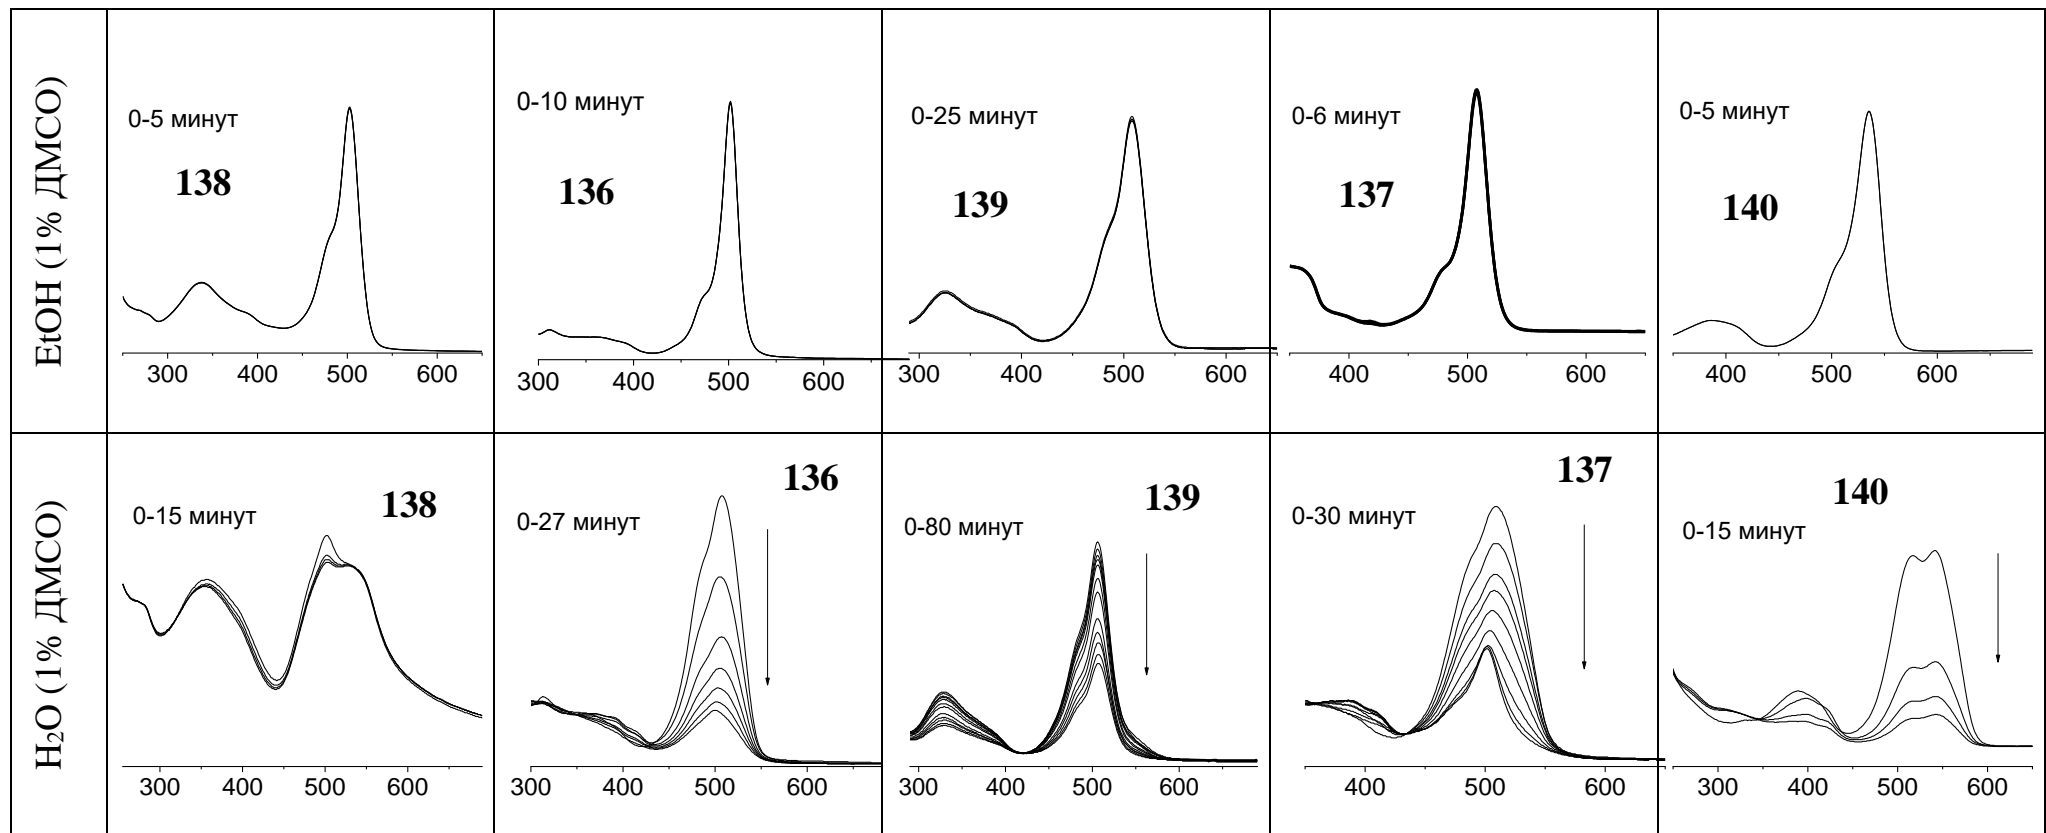 EtOH (1% ДМСО)
0-5 минут
138
300 400 500 600
0-10 минут
136
300 400 500 600
0-25 минут
139
300 400 500 600
0-6 минут
137
400 500 600
0-5 минут
140
400 500 600
H₂O (1% ДМСО)
0-15 минут
138
300 400 500 600
136
0-27 минут
300 400 500 600
139
0-80 минут
300 400 500 600
137
0-30 минут
400 500 600
140
0-15 минут
300 400 500 600